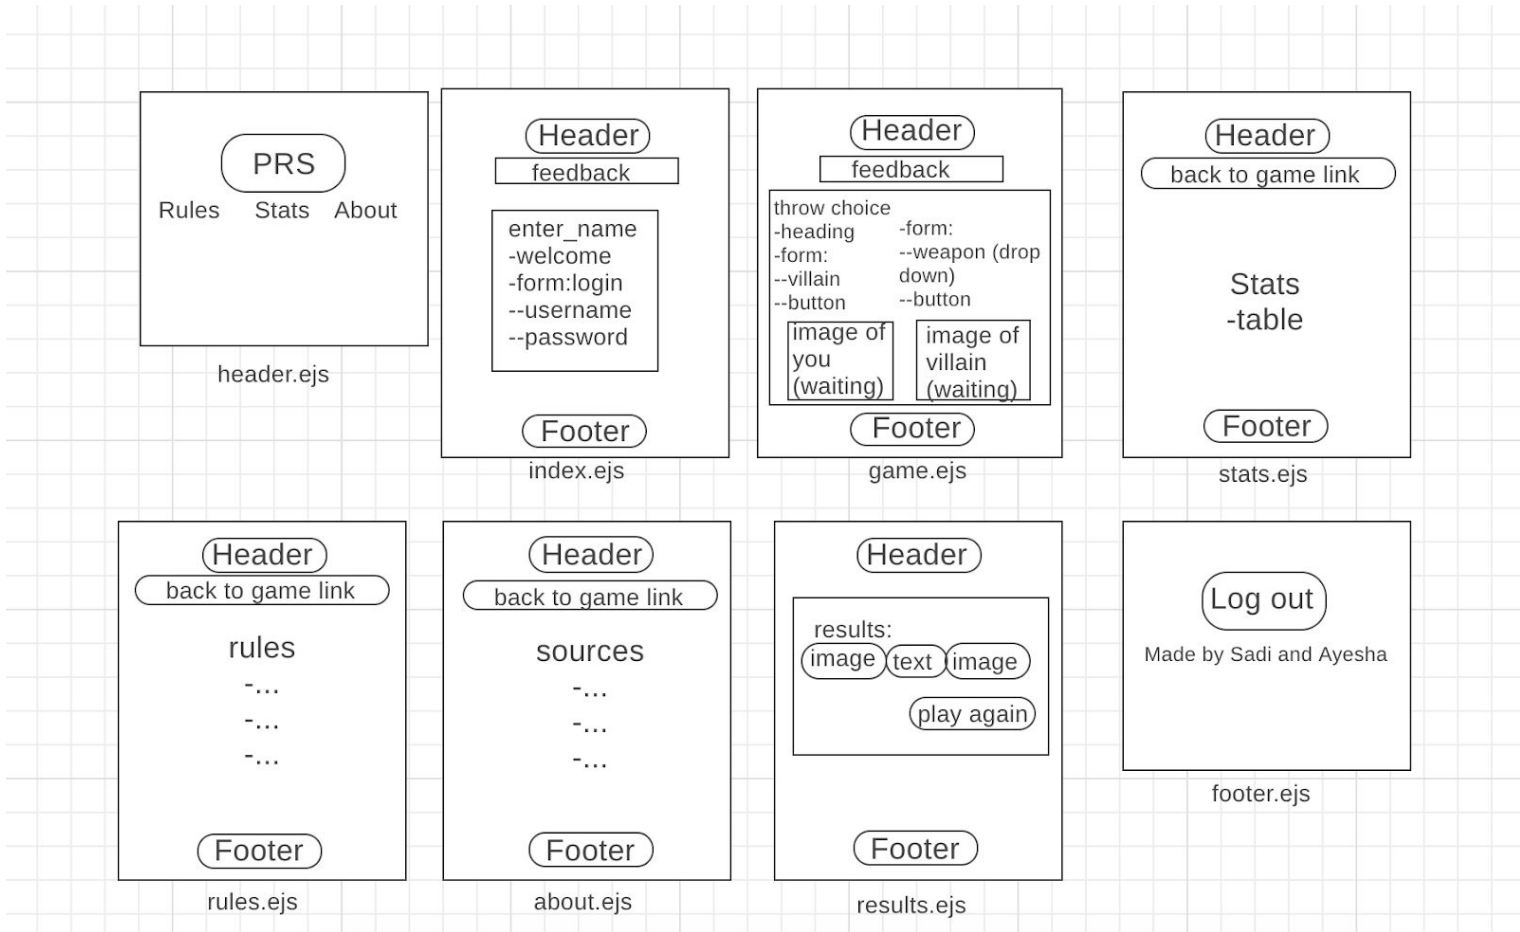 PRS
Rules Stats About
header.ejs
Header
feedback
enter_name
-welcome
-form:login
--username
--password
Footer
index.ejs
Header
feedback
throw choice
-heading
-form:
--villain
--button
-form:
--weapon (drop
down)
--button
image of
you
(waiting)
image of
villain
(waiting)
Footer
game.ejs
Header
back to game link
Stats
-table
Footer
stats.ejs
Header
back to game link
rules
-...
-...
-...
Footer
rules.ejs
Header
back to game link
sources
-...
-...
-...
Footer
about.ejs
Header
results:
image text image
play again
Footer
results.ejs
Log out
Made by Sadi and Ayesha
footer.ejs